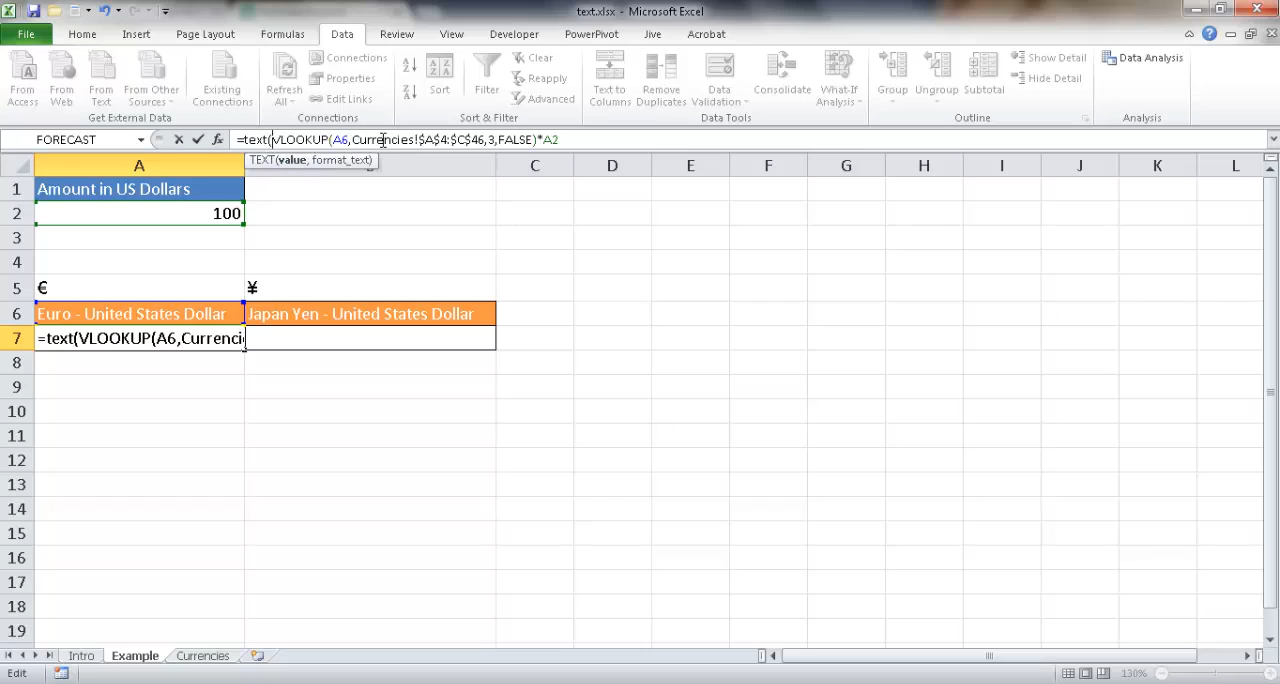 text.xlsx - Microsoft Excel
File Home Insert Page Layout Formulas Data Review View Developer PowerPivot Jive Acrobat
From Access
From Web
From Text
From Other Sources
Existing Connections
Get External Data
Refresh All
Connections
Properties
Edit Links
Connections
Sort
Filter
Clear
Reapply
Advanced
Sort & Filter
Text to Columns
Remove Duplicates
Data Validation
Consolidate
What-If Analysis
Data Tools
Group
Ungroup
Subtotal
Show Detail
Hide Detail
Outline
Data Analysis
Analysis
FORECAST fx =text(VLOOKUP(A6,Currencies!$A$4:$C$46,3,FALSE)*A2
TEXT(value, format_text)
A C D E F G H I J K L
1 Amount in US Dollars
2 100
3
4
5 € ¥
6 Euro - United States Dollar Japan Yen - United States Dollar
7 =text(VLOOKUP(A6,Currenci
8
9
10
11
12
13
14
15
16
17
18
19
Intro Example Currencies
Edit 130%